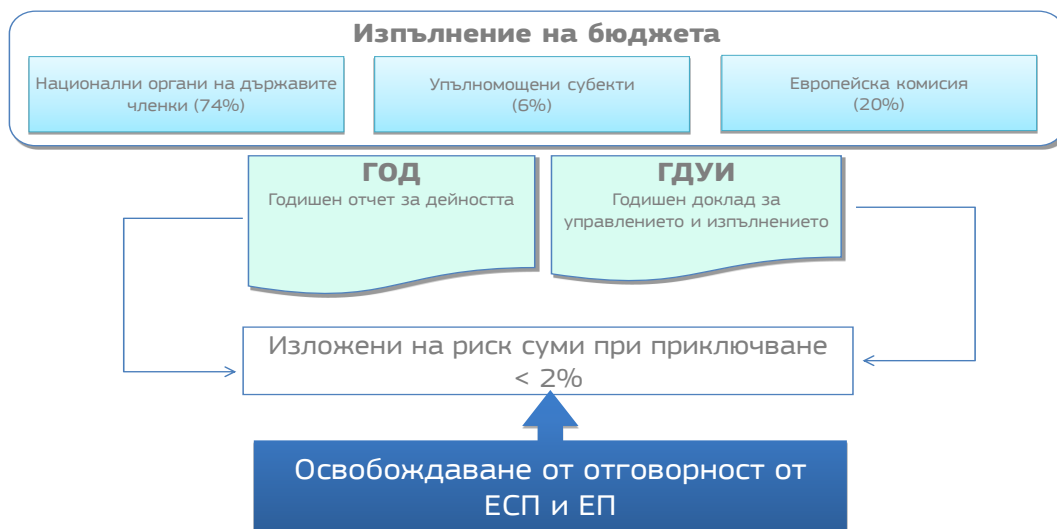 Изпълнение на бюджета
Национални органи на държавите
членки (74%)
Упълномощени субекти
(6%)
Европейска комисия
(20%)
ГОД
Годишен отчет за дейността
ГДУИ
Годишен доклад за
управлението и изпълнението
Изложени на риск суми при приключване
< 2%
Освобождаване от отговорност от
ЕСП и ЕП